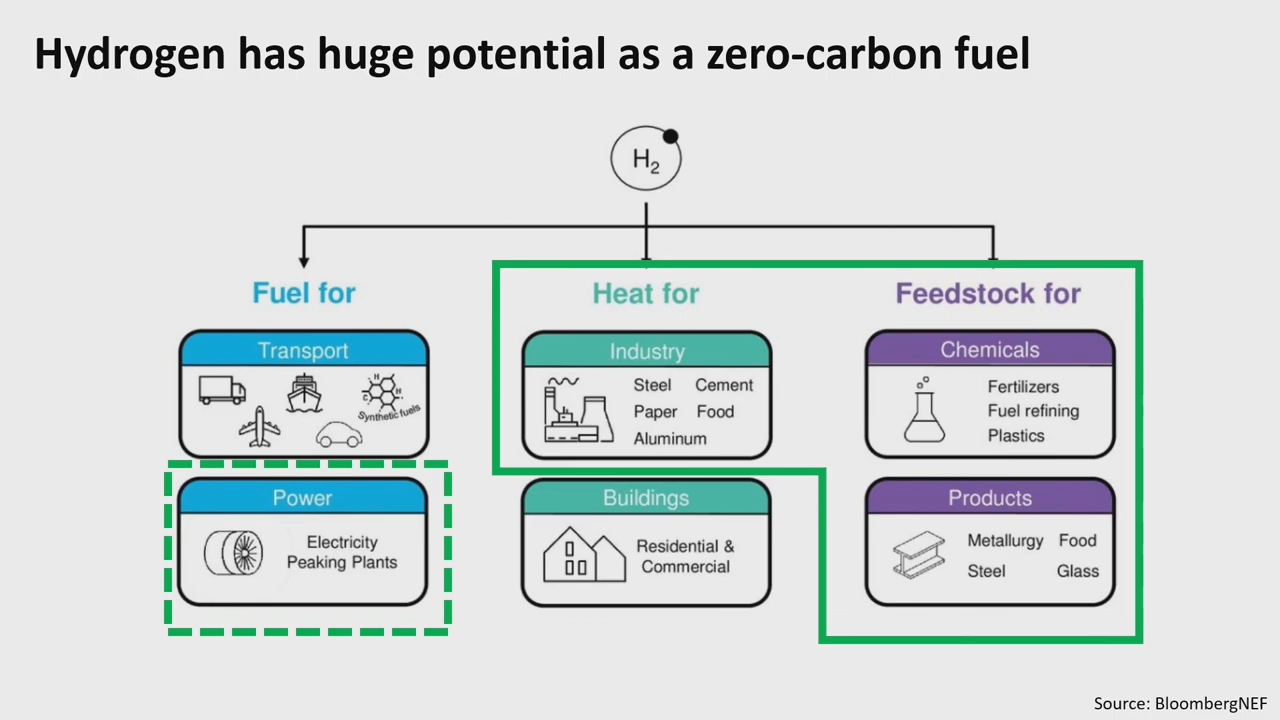 Hydrogen has huge potential as a zero-carbon fuel
H2
Fuel for
Heat for
Feedstock for
Transport
H
H
C
Synthetic fuels
Industry
Steel Cement
Paper Food
Aluminum
Chemicals
Fertilizers
Fuel refining
Plastics
Power
Electricity
Peaking Plants
Buildings
Residential &
Commercial
Products
Metallurgy Food
Steel Glass
Source: BloombergNEF